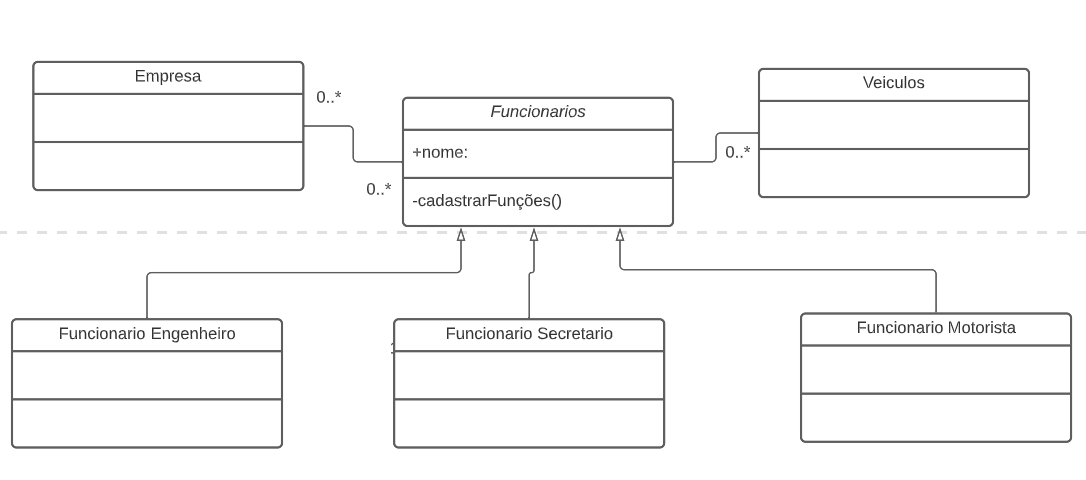 Empresa
0..*
0..*
Funcionarios
+nome:
-cadastrarFunções()
0..*
Veiculos
Funcionario Engenheiro
Funcionario Secretario
Funcionario Motorista